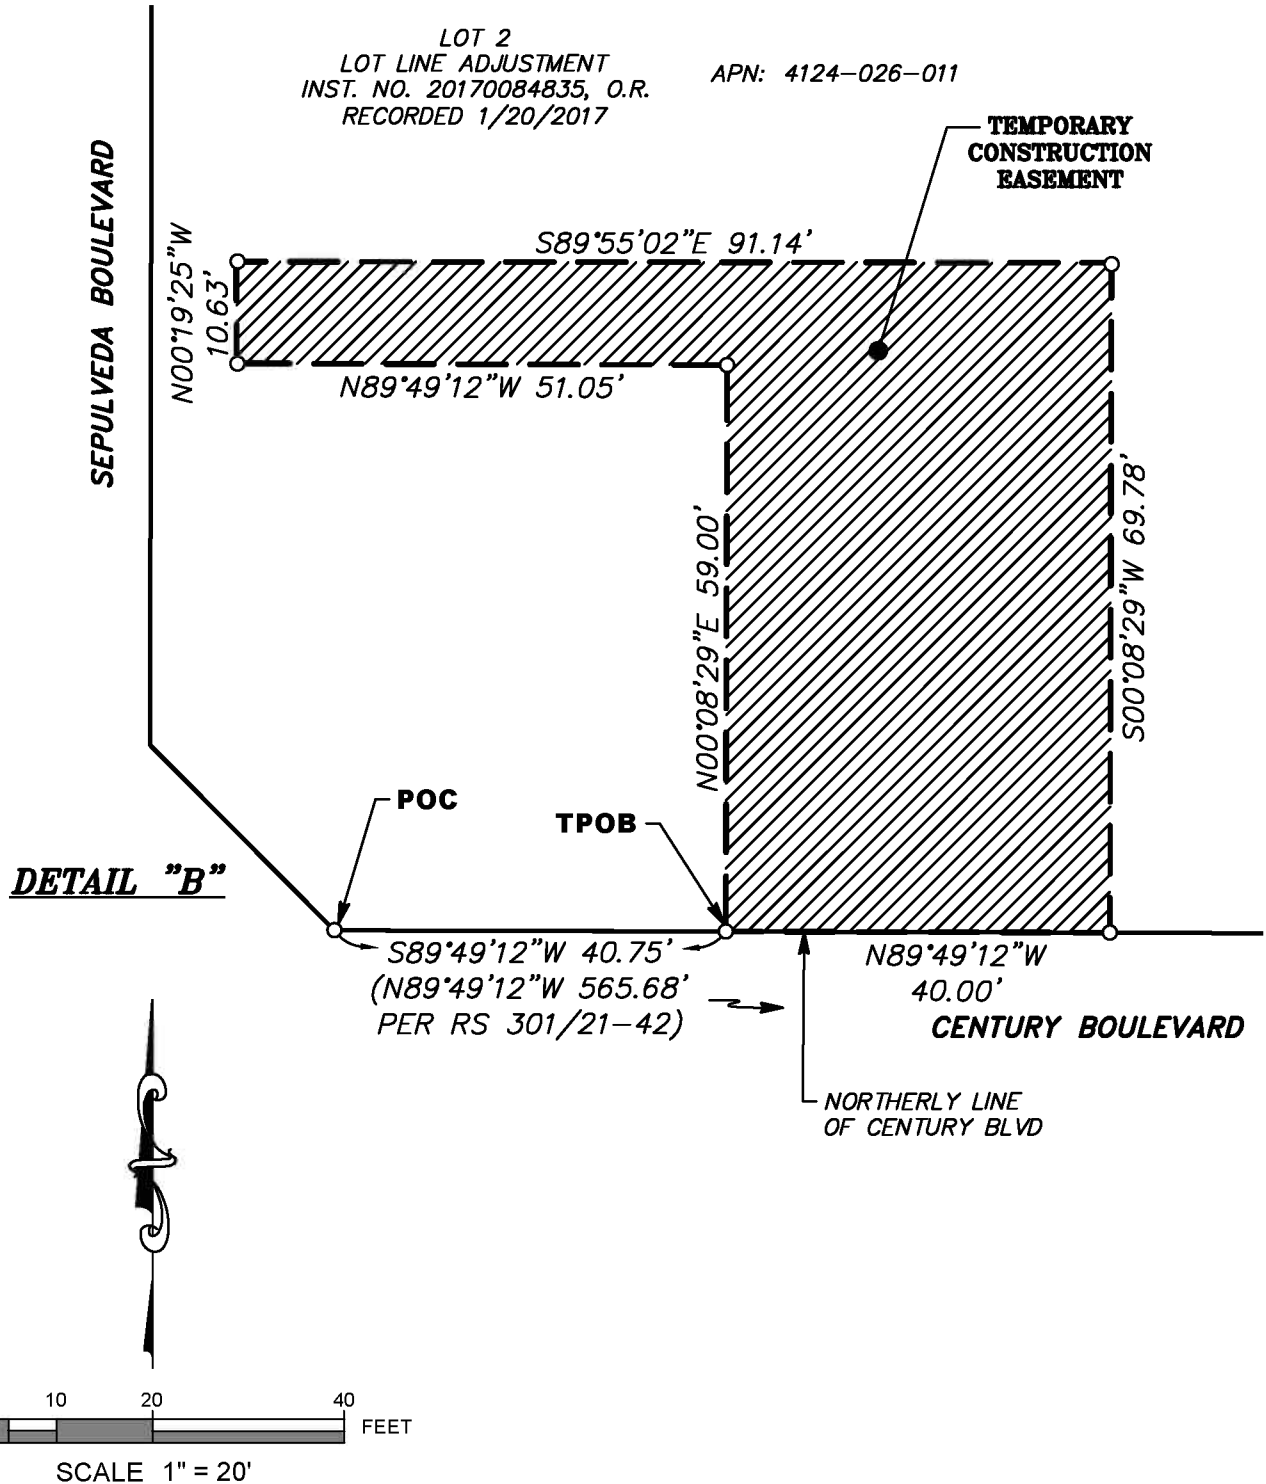 LOT 2
LOT LINE ADJUSTMENT
INST. NO. 20170084835, O.R.
RECORDED 1/20/2017
APN: 4124-026-011
TEMPORARY
CONSTRUCTION
EASEMENT
SEPULVEDA BOULEVARD
N00°19'25"W
10.63'
S89°55'02"E 91.14'
N89°49'12"W 51.05'
N00°08'29"E 59.00'
S00°08'29"W 69.78'
POC
TPOB
DETAIL "B"
S89°49'12"W 40.75'
(N89°49'12"W 565.68'
PER RS 301/21-42)
N89°49'12"W
40.00'
CENTURY BOULEVARD
NORTHERLY LINE
OF CENTURY BLVD
10 20 40
FEET
SCALE 1" = 20'